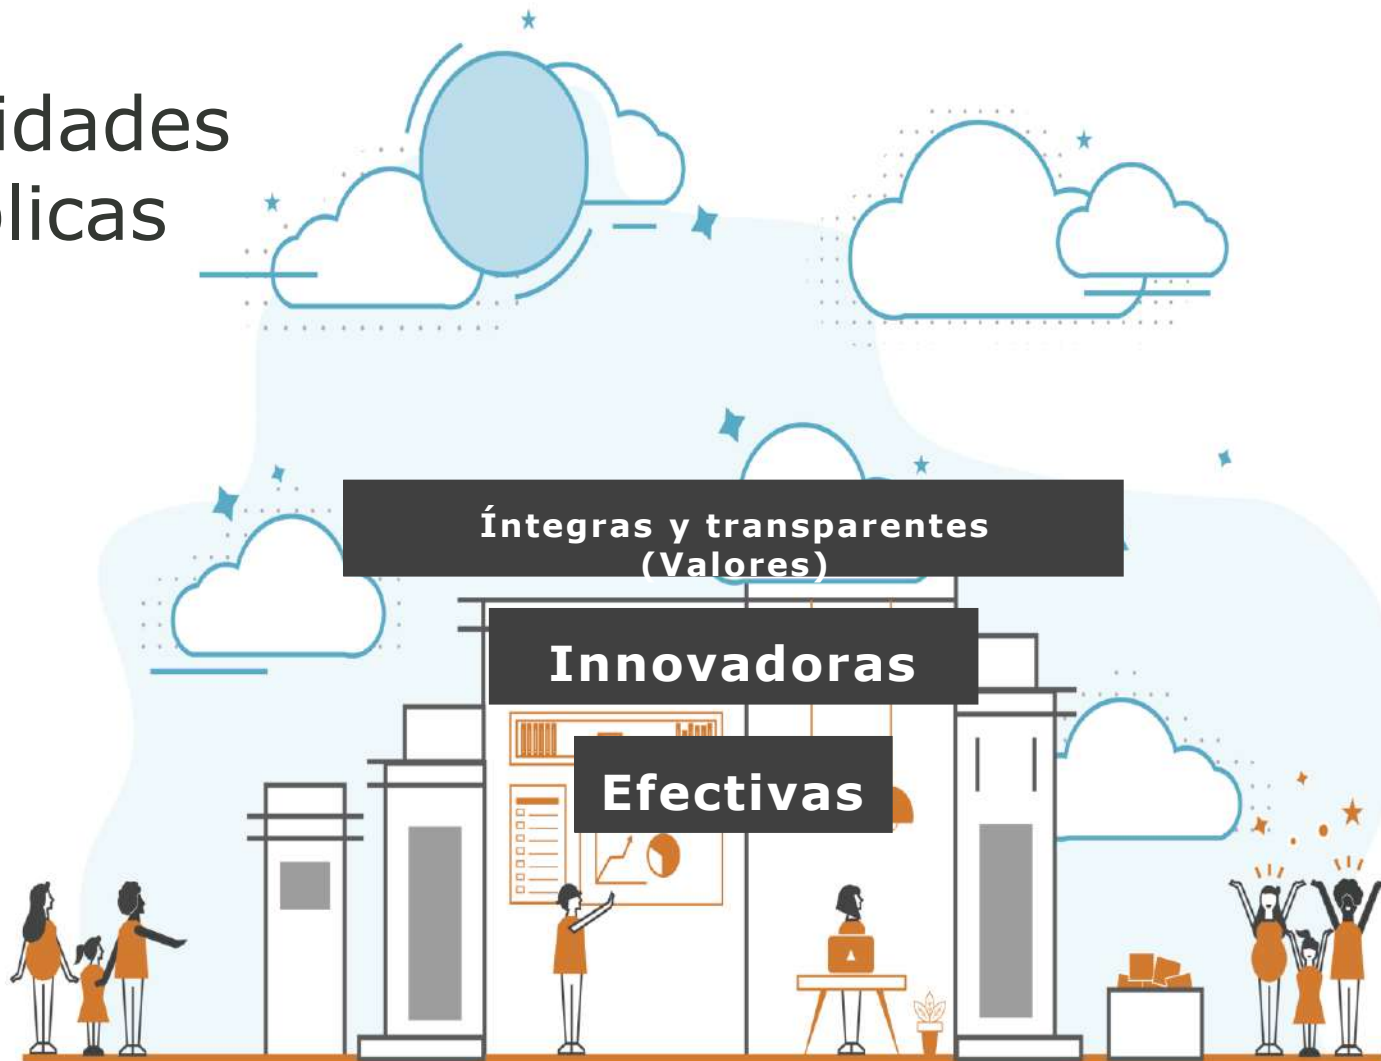 idades
licas
Íntegras y transparentes
(Valores)
Innovadoras
Efectivas